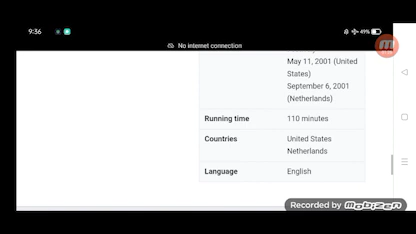 9:36
49%
No internet connection
May 11, 2001 (United
States)
September 6, 2001
(Netherlands)
Running time 110 minutes
Countries United States
Netherlands
Language English
Recorded by MOBIZEN